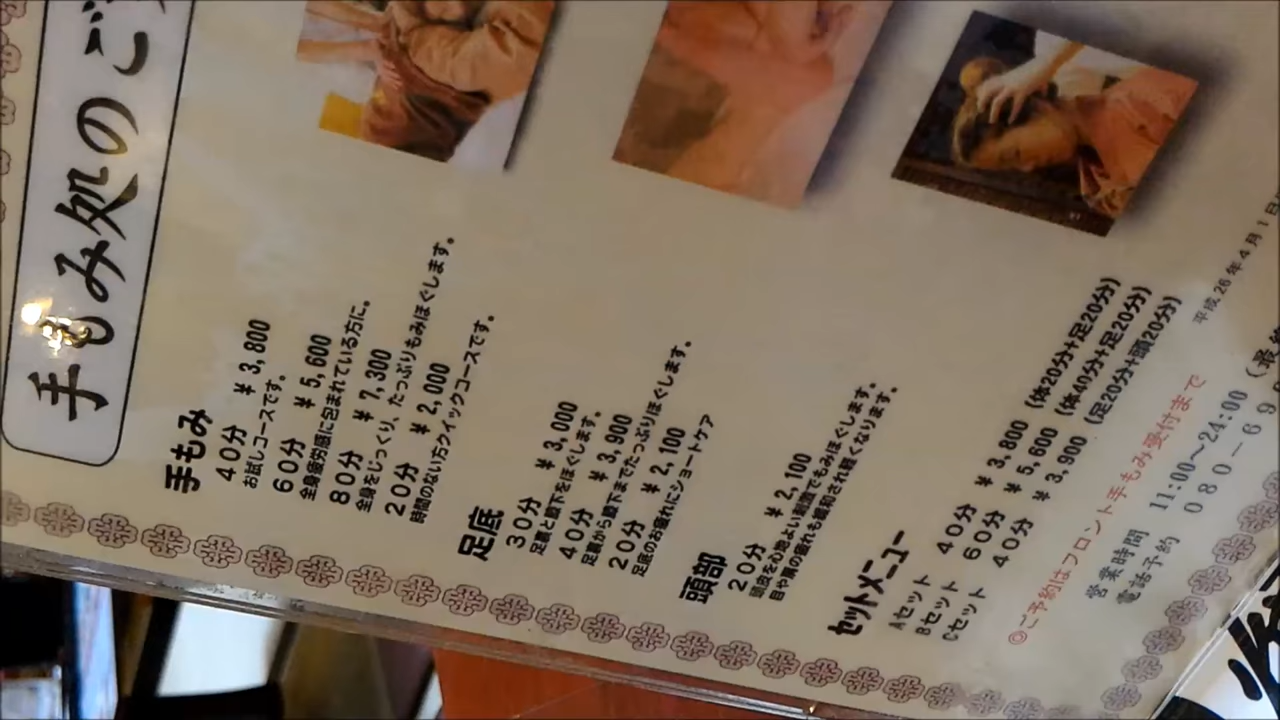 手もみ処のご
手もみ
40分 ¥3,800
お試しコースです。
60分 ¥5,600
全身疲労感に包まれている方に。
80分 ¥7,300
全身をじっくり、たっぷりもみほぐします。
20分 ¥2,000
時間のない方クイックコースです。
足底
30分 ¥3,000
足裏と膝下をほぐします。
40分 ¥3,900
足裏から膝下までたっぷりほぐします。
20分 ¥2,100
足底のお疲れにショートケア
頭部
20分 ¥2,100
頭皮を心地よい刺激でもみほぐします。
目や肩の疲れも緩和され軽くなります。
セットメニュー
Aセット 40分 ¥3,800 (体20分+足20分)
Bセット 60分 ¥5,600 (体40分+足20分)
Cセット 40分 ¥3,900 (足20分+頭20分)
平成26年4月1日
◎ご予約はフロント手もみ受付まで
営業時間 11:00～24:00 (最終
電話予約 080-69